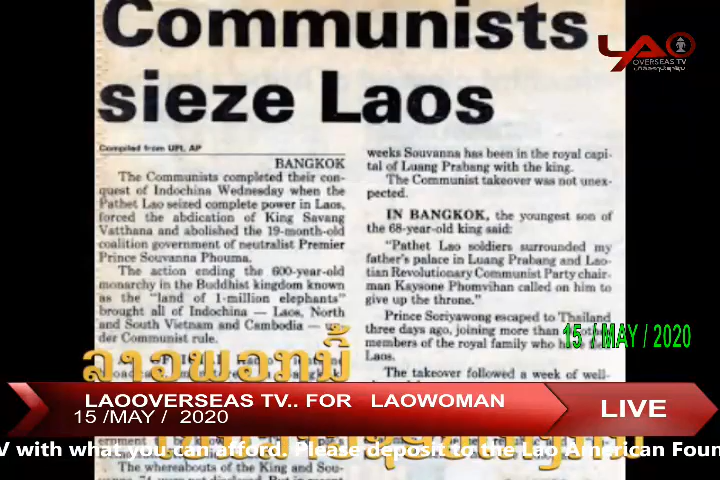 Communists
sieze Laos
LAO
OVERSEAS TV
Compiled from UPI, AP
BANGKOK
The Communists completed their con-
quest of Indochina Wednesday when the
Pathet Lao seized complete power in Laos,
forced the abdication of King Savang
Vatthana and abolished the 19-month-old
coalition government of neutralist Premier
Prince Souvanna Phouma.
The action ending the 600-year-old
monarchy in the Buddhist kingdom known
as the "land of 1-million elephants"
brought all of Indochina — Laos, North
and South Vietnam and Cambodia — un-
der Communist rule.
weeks Souvanna has been in the royal capi-
tal of Luang Prabang with the king.
The Communist takeover was not unex-
pected.
IN BANGKOK, the youngest son of
the 68-year-old king said:
"Pathet Lao soldiers surrounded my
father's palace in Luang Prabang and Lao-
tian Revolutionary Communist Party chair-
man Kaysone Phomvihan called on him to
give up the throne."
Prince Soriyawong escaped to Thailand
three days ago, joining more than
members of the royal family who
Laos.
The takeover followed a week of well-
15 / MAY / 2020
ລາວພວກນີ້
LAOOVERSEAS TV.. FOR LAOWOMAN
15 /MAY / 2020
LIVE
V with what you can afford. Please deposit to the Lao American Foun
ernment
The whereabouts of the King and Sou-